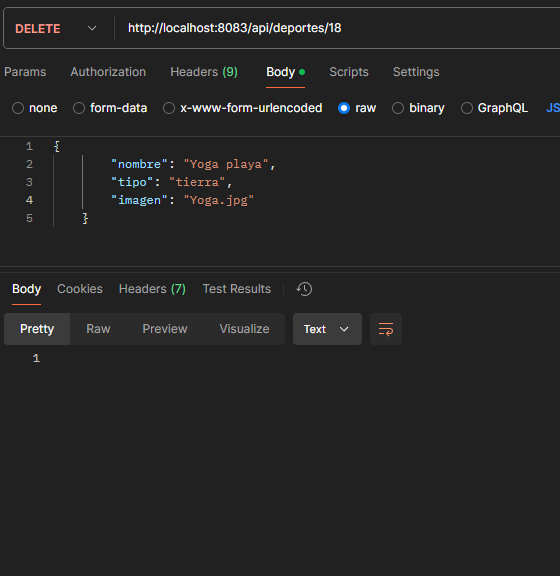 DELETE http://localhost:8083/api/deportes/18
Params Authorization Headers (9) Body Scripts Settings
none form-data x-www-form-urlencoded raw binary GraphQL JS
1 {
2 "nombre": "Yoga playa",
3 "tipo": "tierra",
4 "imagen": "Yoga.jpg"
5 }
Body Cookies Headers (7) Test Results
Pretty Raw Preview Visualize Text
1